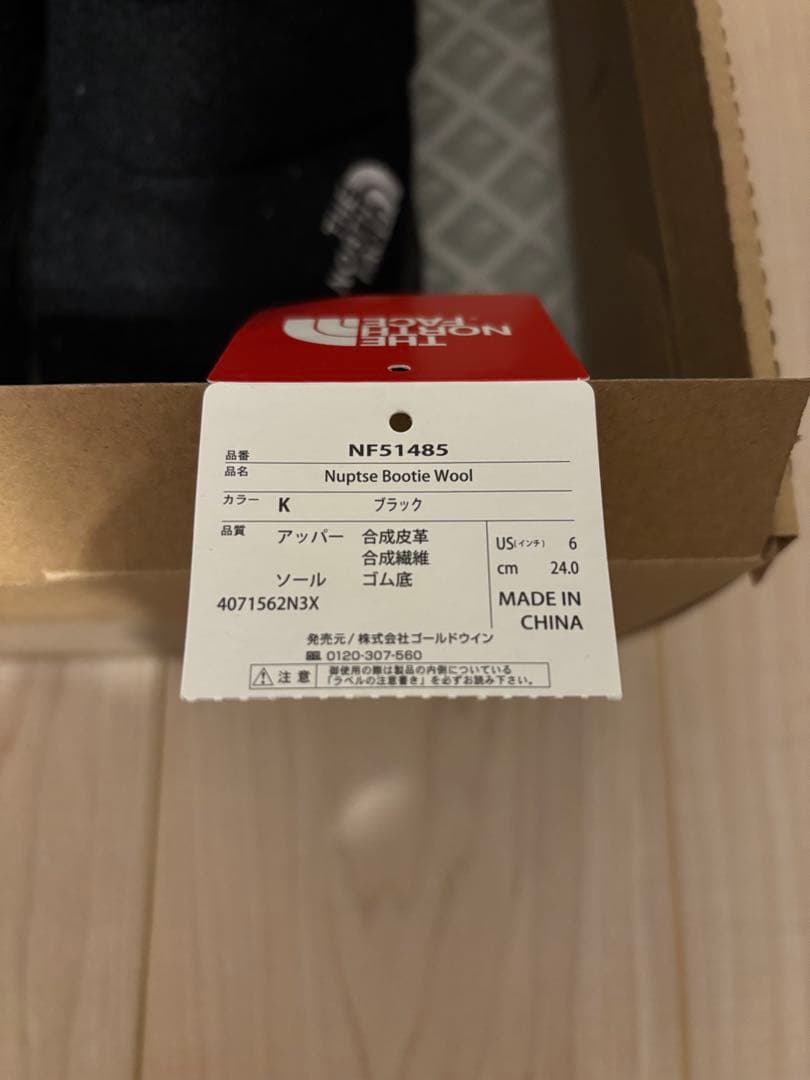 THE
NORTH
FACE
品番 NF51485
品名 Nuptse Bootie Wool
カラー K ブラック
品質 アッパー 合成皮革
合成繊維
ソール ゴム底
4071562N3X
US(インチ) 6
cm 24.0
MADE IN
CHINA
発売元/株式会社ゴールドウイン
0120-307-560
注意 御使用の際は製品の内側についている
「ラベルの注意書き」を必ずお読み下さい。